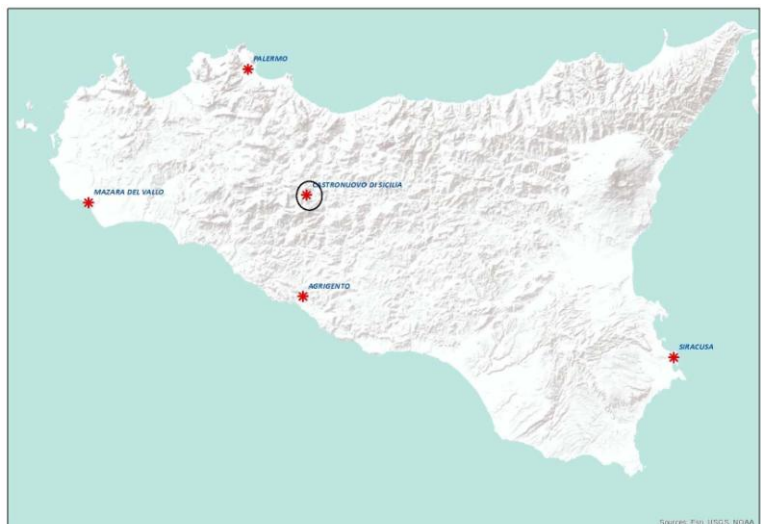 PALERMO
CASTRONUOVO DI SICILIA
MAZARA DEL VALLO
AGRIGENTO
SIRACUSA
Sources: Esri, USGS, NOAA